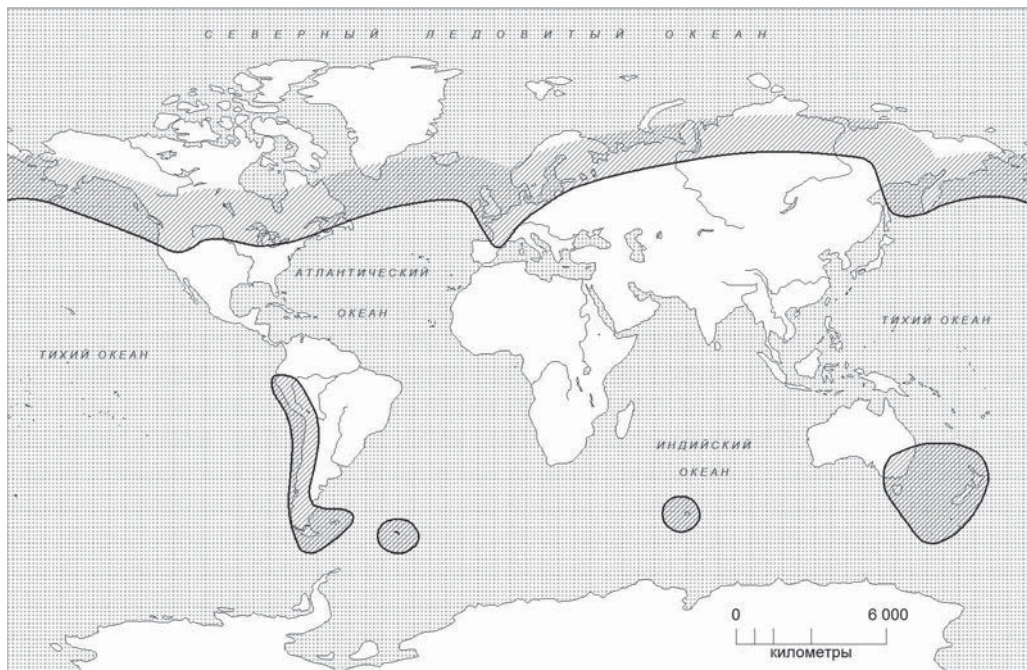 СЕВЕРНЫЙ ЛЕДОВИТЫЙ ОКЕАН
АТЛАНТИЧЕСКИЙ
ОКЕАН
ТИХИЙ ОКЕАН
ТИХИЙ ОКЕАН
ИНДИЙСКИЙ
ОКЕАН
0 6 000
километры